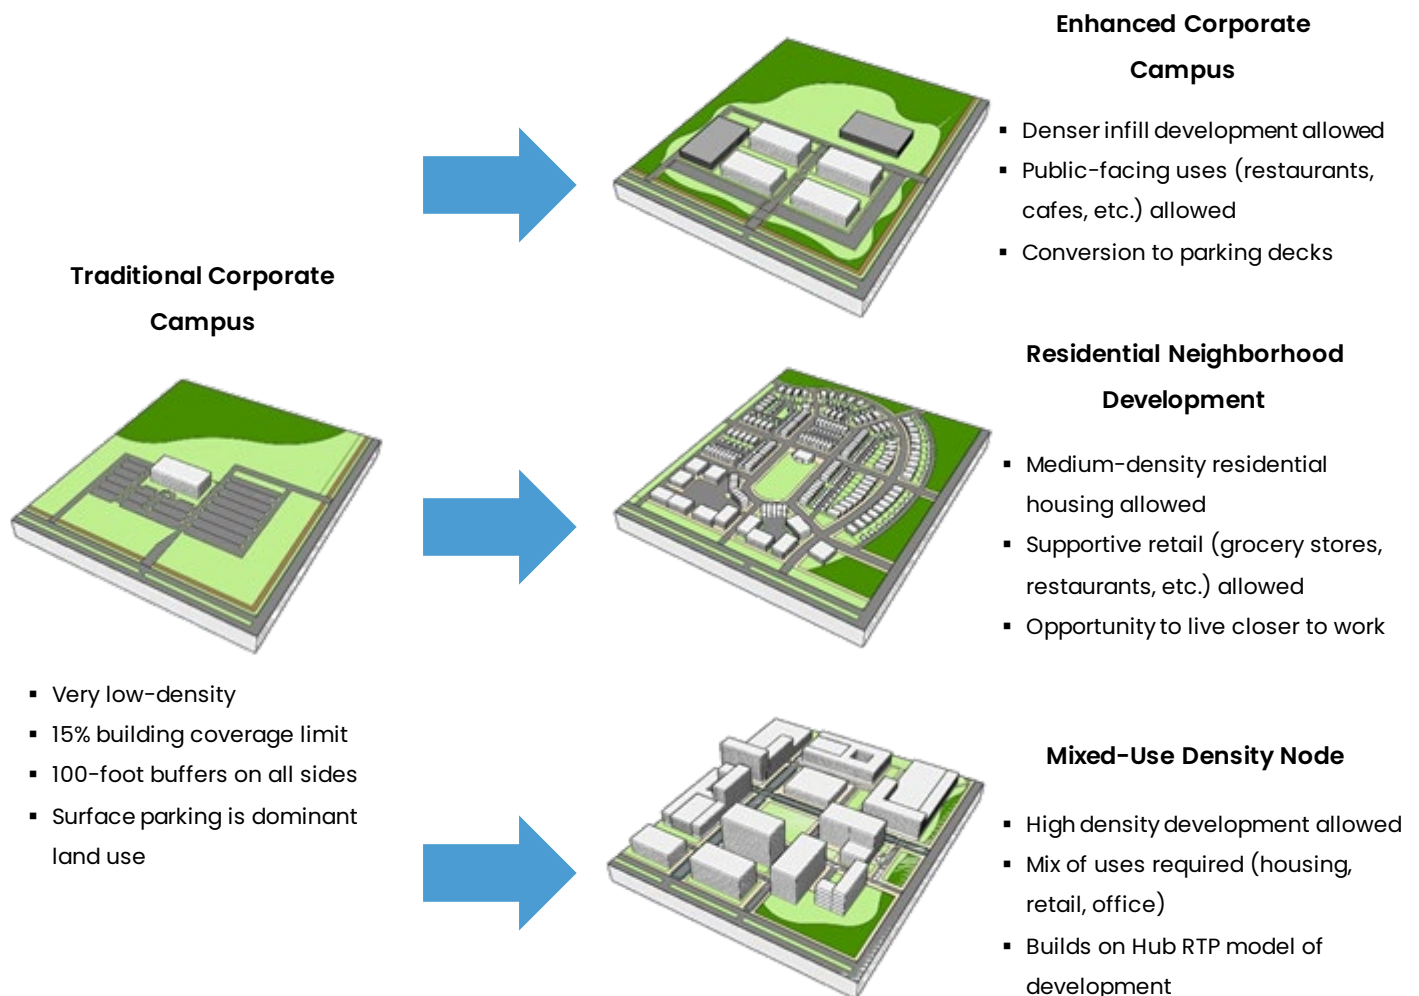 Traditional Corporate
Campus
▪ Very low-density
▪ 15% building coverage limit
▪ 100-foot buffers on all sides
▪ Surface parking is dominant
land use
Enhanced Corporate
Campus
▪ Denser infill development allowed
▪ Public-facing uses (restaurants,
cafes, etc.) allowed
▪ Conversion to parking decks
Residential Neighborhood
Development
▪ Medium-density residential
housing allowed
▪ Supportive retail (grocery stores,
restaurants, etc.) allowed
▪ Opportunity to live closer to work
Mixed-Use Density Node
▪ High density development allowed
▪ Mix of uses required (housing,
retail, office)
▪ Builds on Hub RTP model of
development